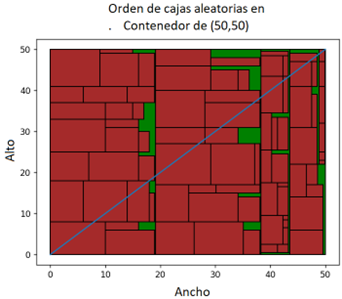 Orden de cajas aleatorias en
. Contenedor de (50,50)
50
40
30
20
10
0
Alto
0 10 20 30 40 50
Ancho